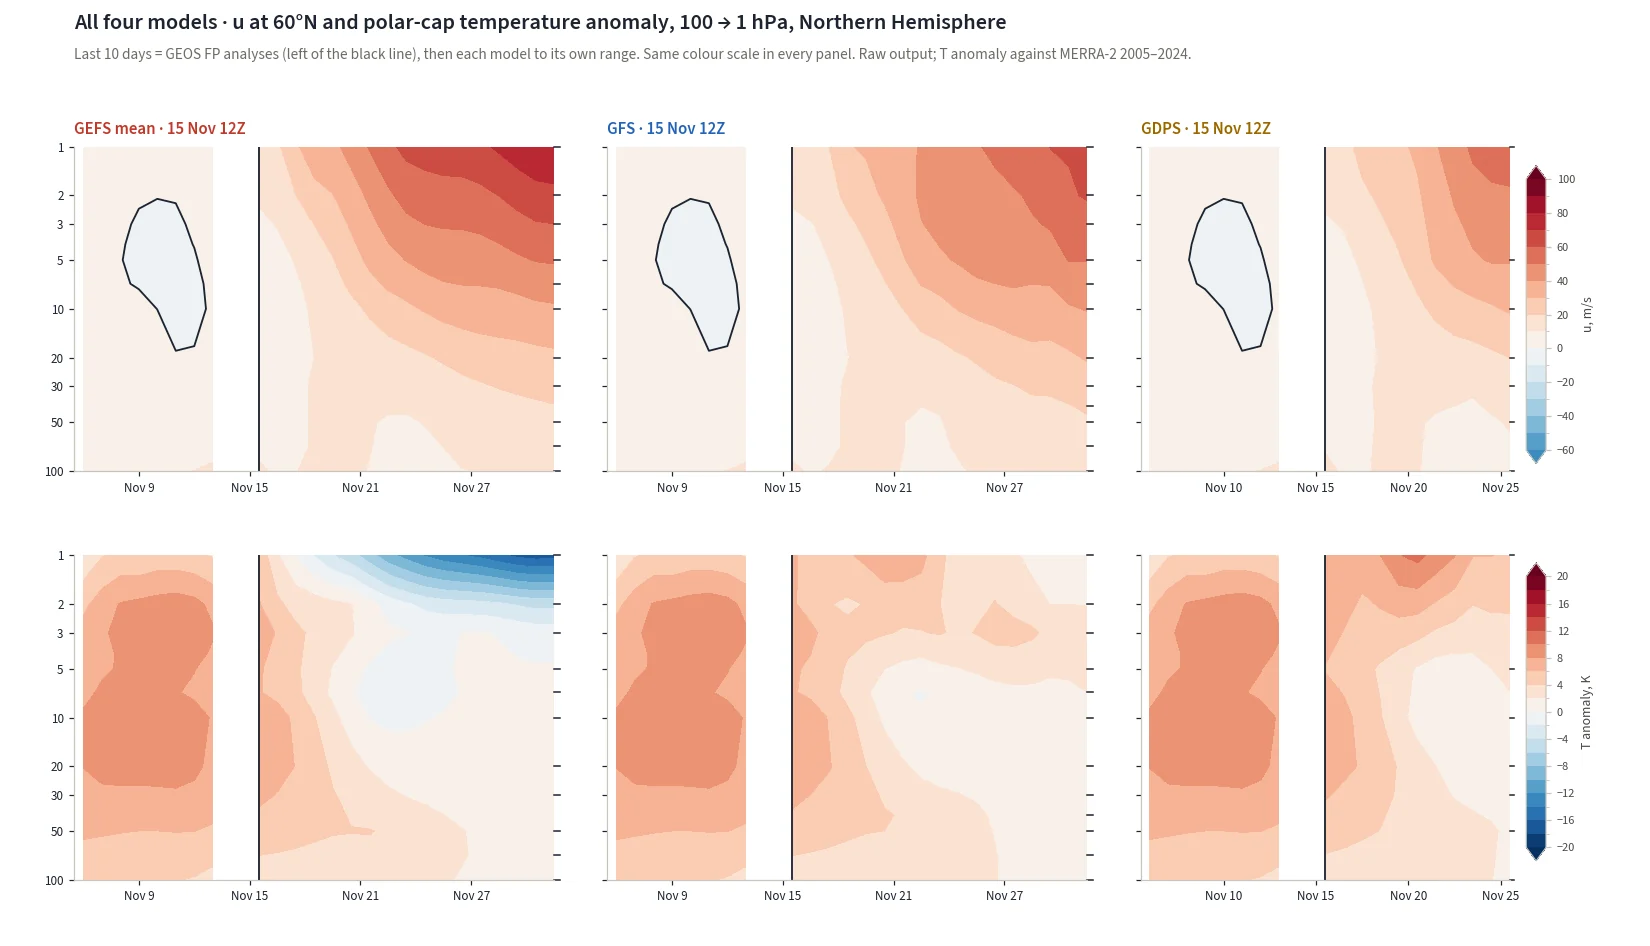 All four models · u at 60°N and polar-cap temperature anomaly, 100 → 1 hPa, Northern Hemisphere
Last 10 days = GEOS FP analyses (left of the black line), then each model to its own range. Same colour scale in every panel. Raw output; T anomaly against MERRA-2 2005–2024.
GEFS mean · 15 Nov 12Z
1
2
3
5
10
20
30
50
100
Nov 9
Nov 15
Nov 21
Nov 27
GFS · 15 Nov 12Z
Nov 9
Nov 15
Nov 21
Nov 27
GDPS · 15 Nov 12Z
Nov 10
Nov 15
Nov 20
Nov 25
100
80
60
40
20
0
−20
−40
−60
u, m/s
1
2
3
5
10
20
30
50
100
Nov 9
Nov 15
Nov 21
Nov 27
Nov 9
Nov 15
Nov 21
Nov 27
Nov 10
Nov 15
Nov 20
Nov 25
20
16
12
8
4
0
−4
−8
−12
−16
−20
T anomaly, K